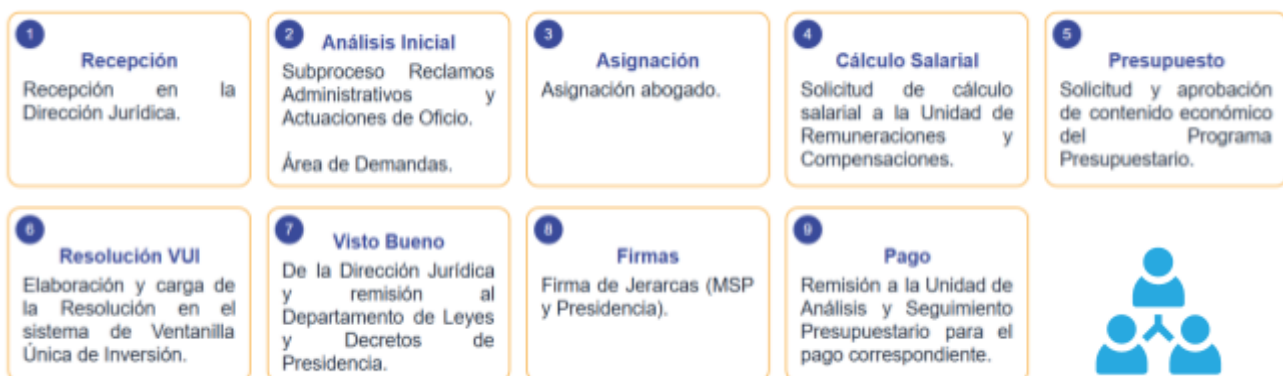 1
Recepción
Recepción en la
Dirección Jurídica.
2
Análisis Inicial
Subproceso Reclamos
Administrativos y
Actuaciones de Oficio.
Área de Demandas.
3
Asignación
Asignación abogado.
4
Cálculo Salarial
Solicitud de cálculo
salarial a la Unidad de
Remuneraciones y
Compensaciones.
5
Presupuesto
Solicitud y aprobación
de contenido económico
del Programa
Presupuestario.
6
Resolución VUI
Elaboración y carga de
la Resolución en el
sistema de Ventanilla
Única de Inversión.
7
Visto Bueno
De la Dirección Jurídica
y remisión al
Departamento de Leyes
y Decretos de
Presidencia.
8
Firmas
Firma de Jerarcas (MSP
y Presidencia).
9
Pago
Remisión a la Unidad de
Análisis y Seguimiento
Presupuestario para el
pago correspondiente.